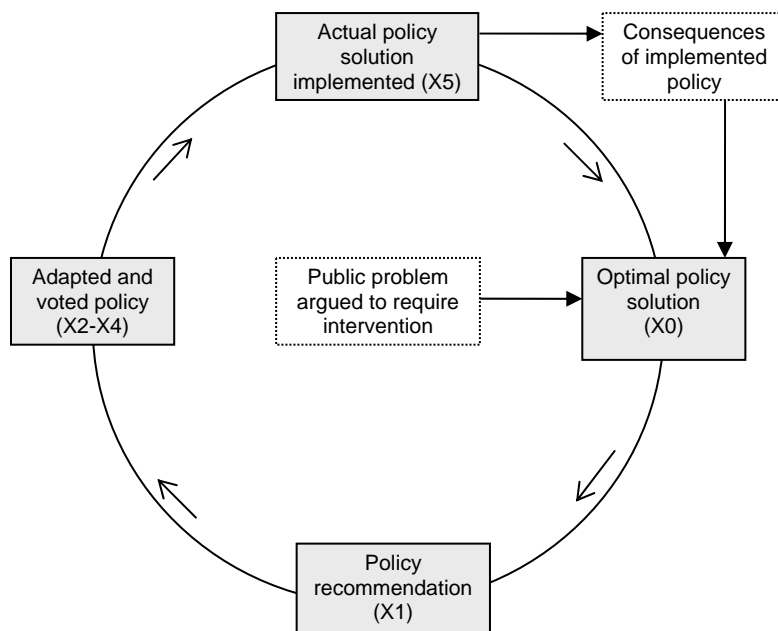 Actual policy
solution
implemented (X5)
Consequences
of implemented
policy
Adapted and
voted policy
(X2-X4)
Public problem
argued to require
intervention
Optimal policy
solution
(X0)
Policy
recommendation
(X1)